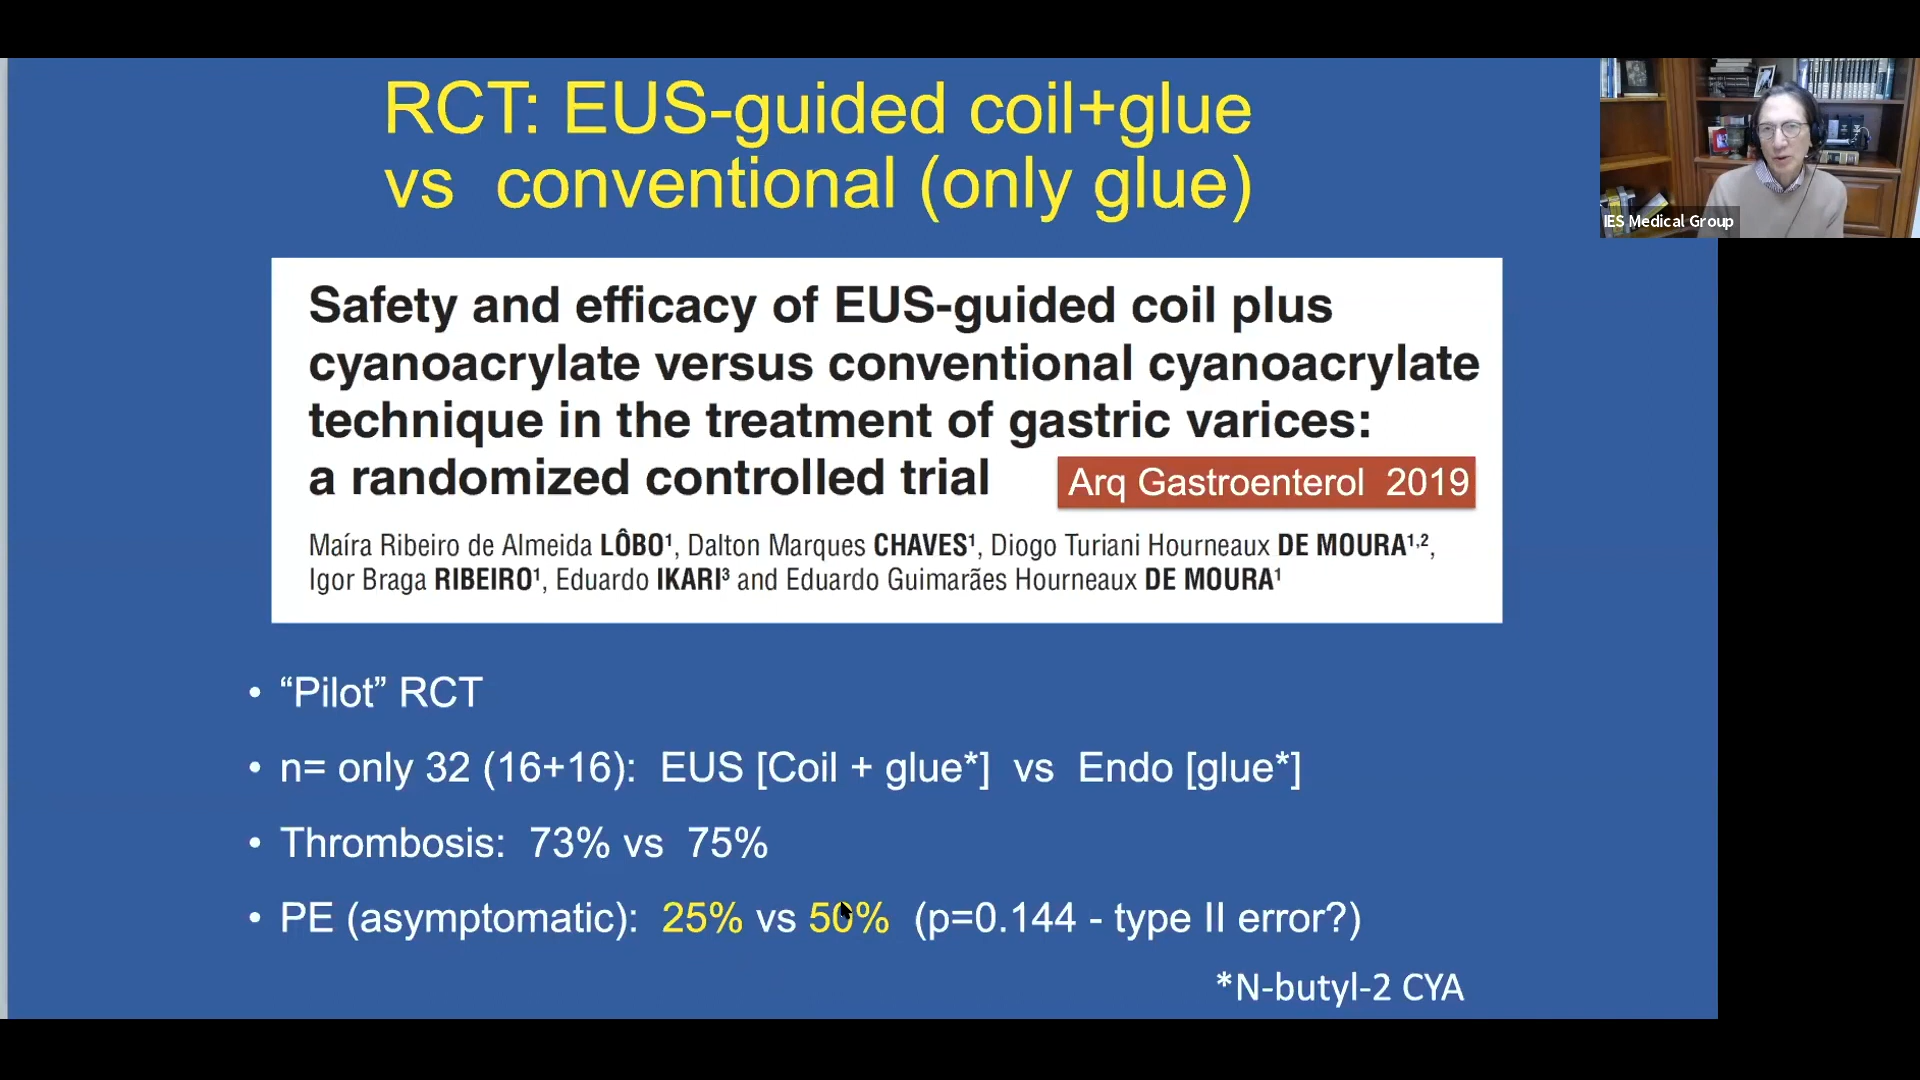 RCT: EUS-guided coil+glue
vs conventional (only glue)
IES Medical Group
Safety and efficacy of EUS-guided coil plus
cyanoacrylate versus conventional cyanoacrylate
technique in the treatment of gastric varices:
a randomized controlled trial
Arq Gastroenterol 2019
Maíra Ribeiro de Almeida LÔBO¹, Dalton Marques CHAVES¹, Diogo Turiani Hourneaux DE MOURA¹,²,
Igor Braga RIBEIRO¹, Eduardo IKARI³ and Eduardo Guimarães Hourneaux DE MOURA¹
• “Pilot” RCT
• n= only 32 (16+16): EUS [Coil + glue*] vs Endo [glue*]
• Thrombosis: 73% vs 75%
• PE (asymptomatic): 25% vs 50% (p=0.144 - type II error?)
*N-butyl-2 CYA